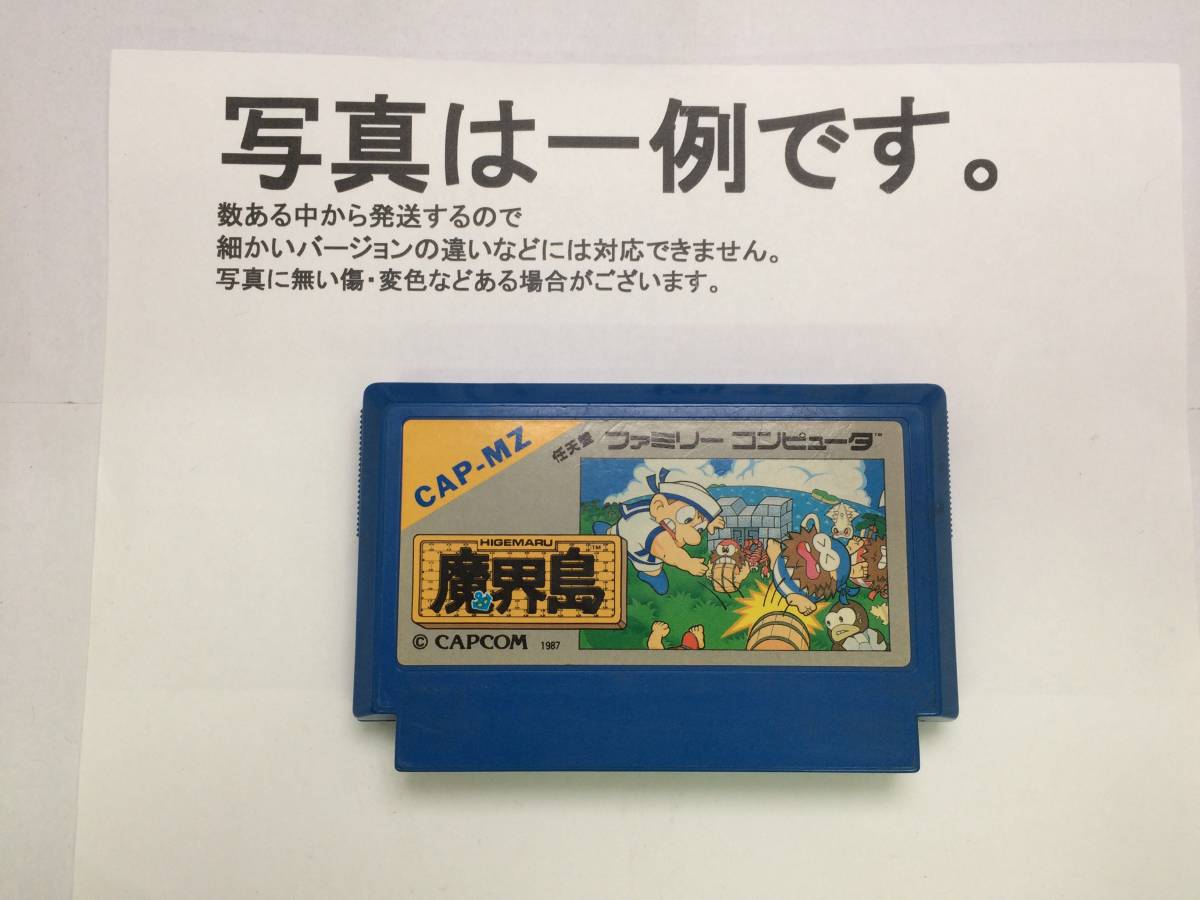 写真は一例です。
数ある中から発送するので
細かいバージョンの違いなどには対応できません。
写真に無い傷・変色などある場合がございます。
CAP-MZ
任天堂 ファミリー コンピュータ™
HIGEMARU
魔界島™
© CAPCOM 1987